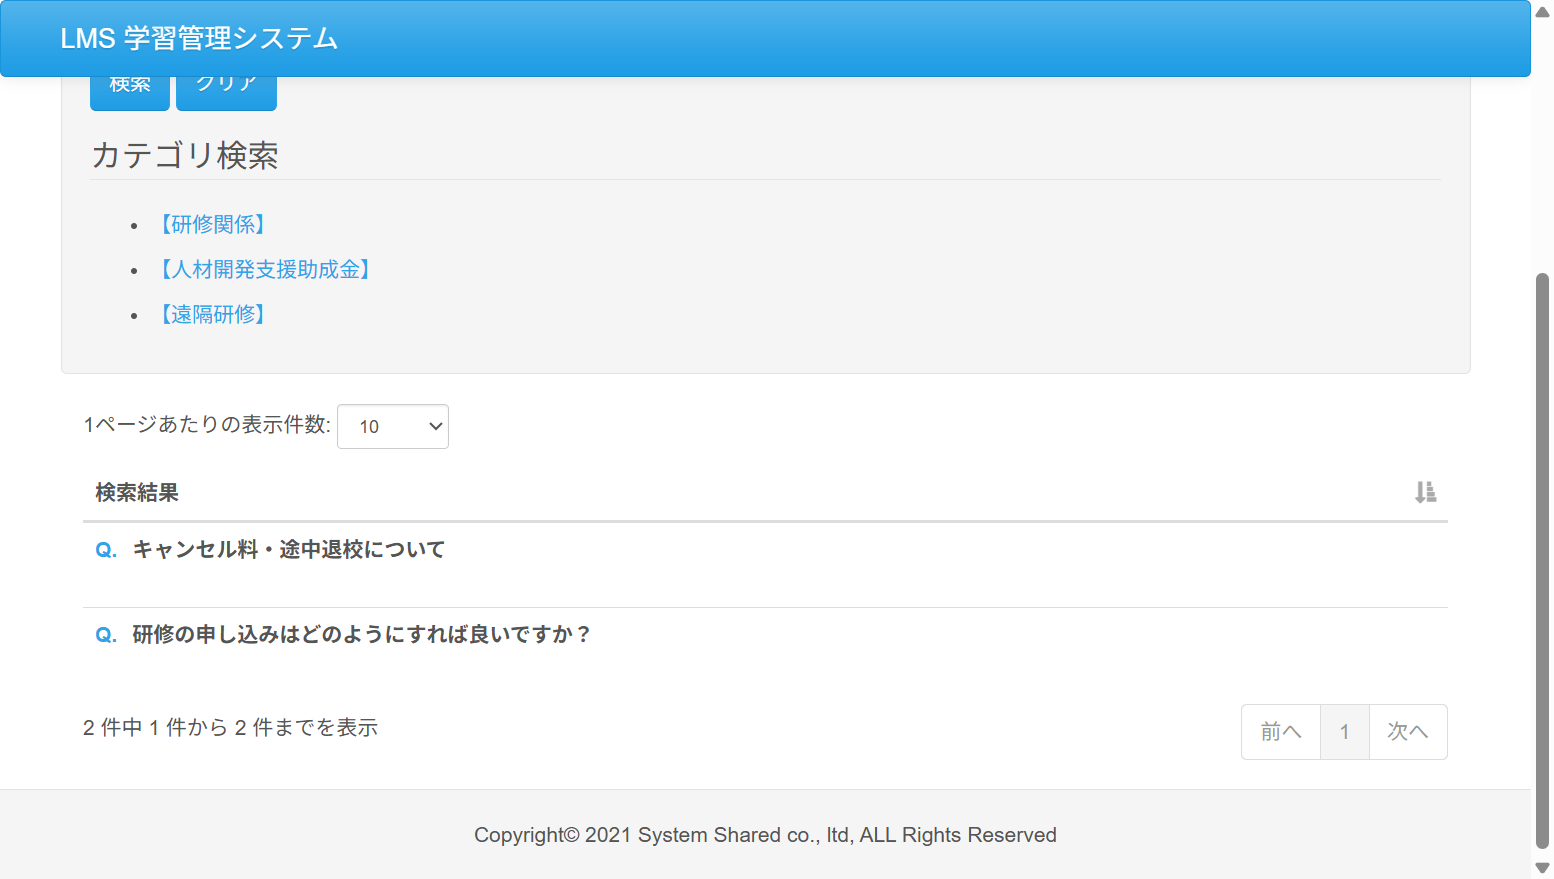 LMS 学習管理システム
検索 クリア
カテゴリ検索
【研修関係】
【人材開発支援助成金】
【遠隔研修】
1ページあたりの表示件数: 10
検索結果
Q. キャンセル料・途中退校について
Q. 研修の申し込みはどのようにすれば良いですか？
2 件中 1 件から 2 件までを表示
前へ 1 次へ
Copyright© 2021 System Shared co., ltd, ALL Rights Reserved